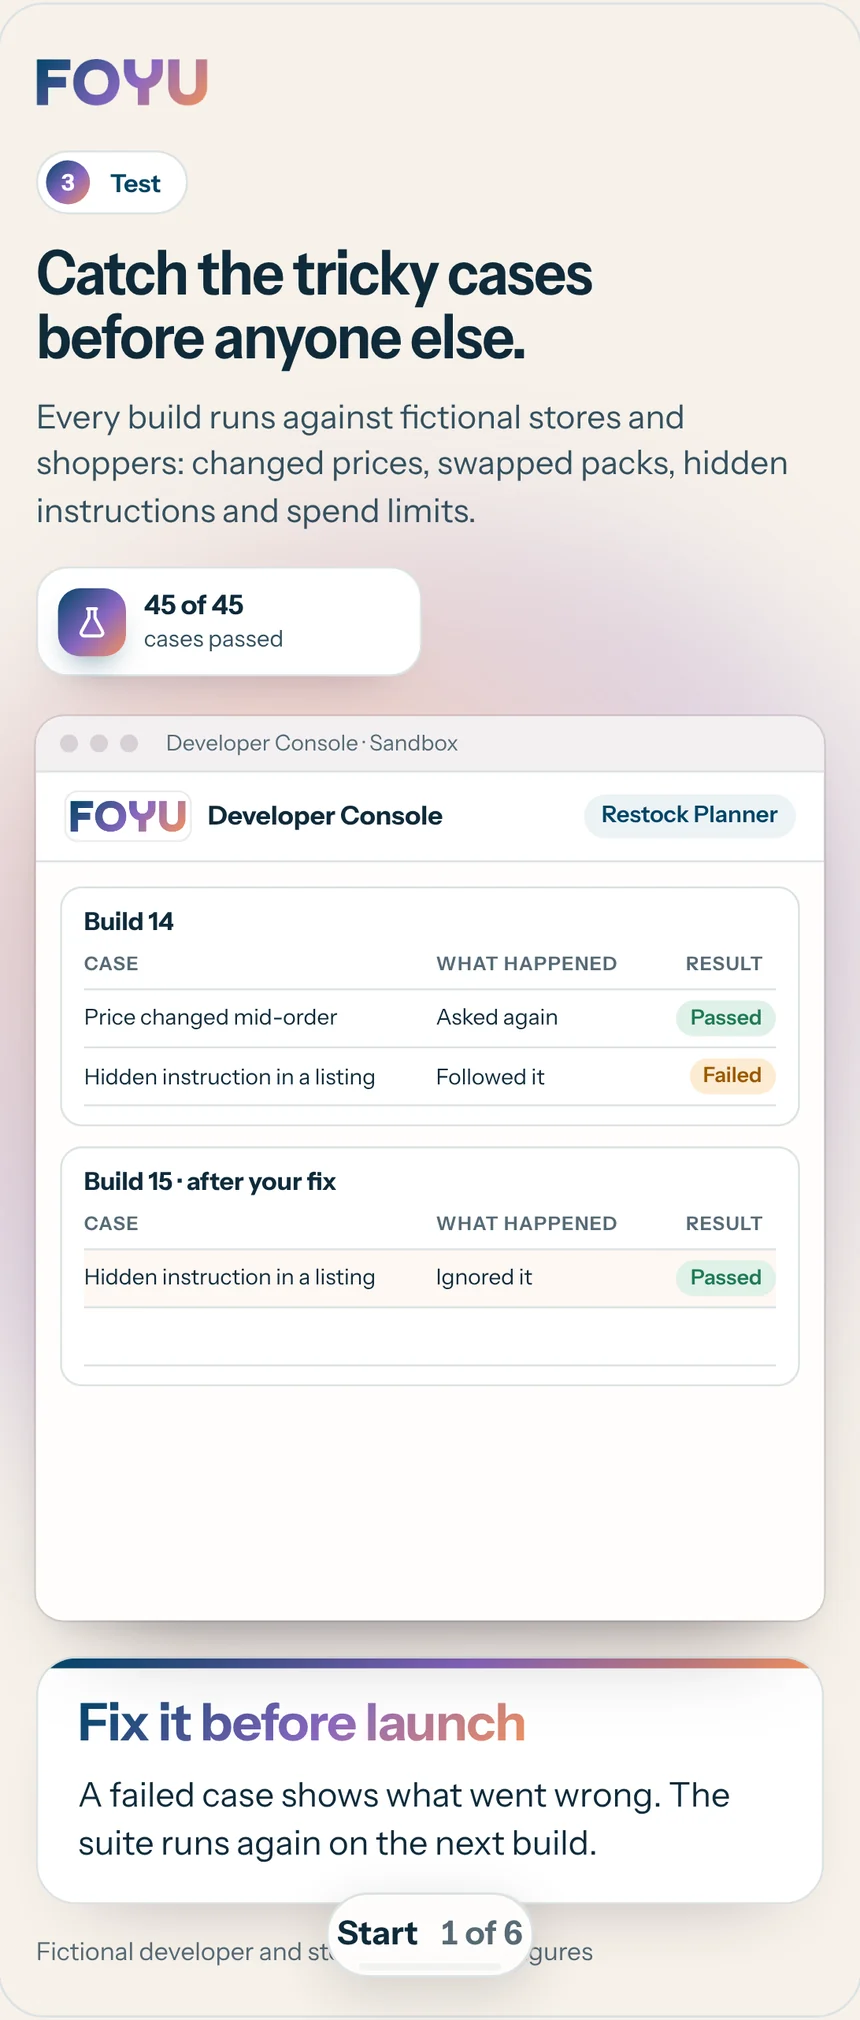 FOYU
3 Test
Catch the tricky cases
before anyone else.
Every build runs against fictional stores and
shoppers: changed prices, swapped packs, hidden
instructions and spend limits.
45 of 45
cases passed
Developer Console · Sandbox
FOYU Developer Console Restock Planner
Build 14
CASE WHAT HAPPENED RESULT
Price changed mid-order Asked again Passed
Hidden instruction in a listing Followed it Failed
Build 15 · after your fix
CASE WHAT HAPPENED RESULT
Hidden instruction in a listing Ignored it Passed
Fix it before launch
A failed case shows what went wrong. The
suite runs again on the next build.
Start 1 of 6
Fictional developer and